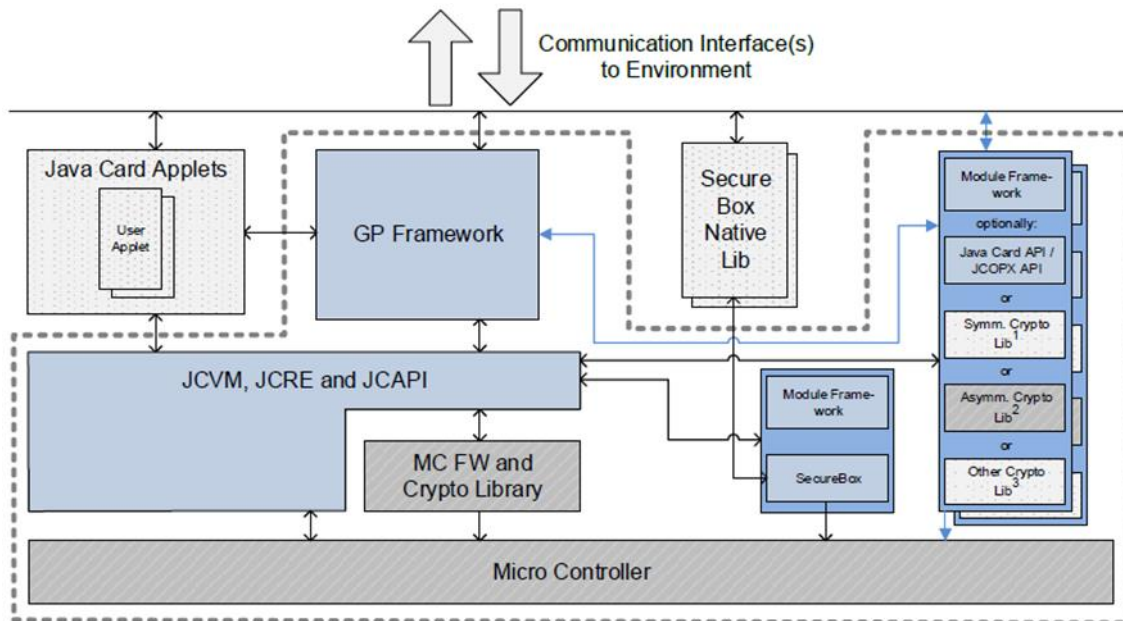 Communication Interface(s)
to Environment
Java Card Applets
User
Applet
GP Framework
Secure
Box
Native
Lib
Module Frame-
work
optionally:
Java Card API /
JCOPX API
or
Symm. Crypto
Lib1
or
Asymm. Crypto
Lib2
or
Other Crypto
Lib3
JCVM, JCRE and JCAPI
Module Frame-
work
SecureBox
MC FW and
Crypto Library
Micro Controller